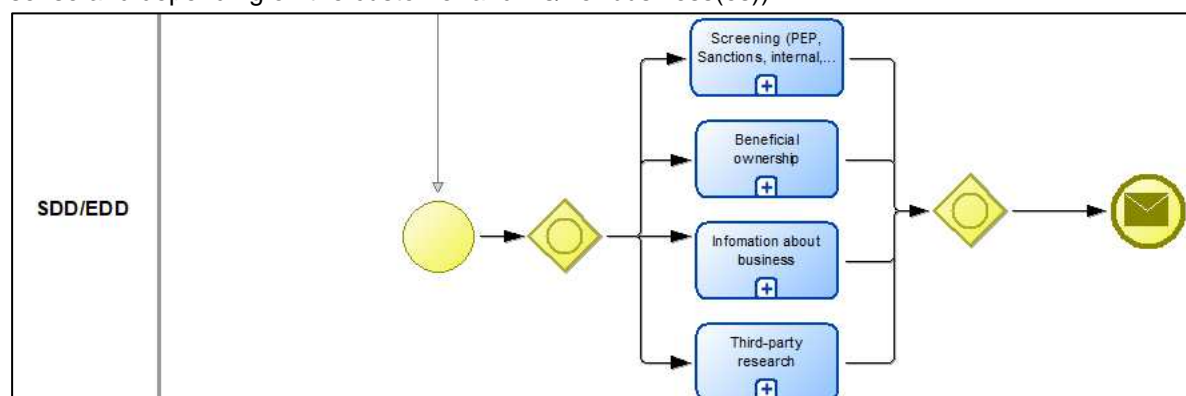 SDD/EDD
Screening (PEP,
Sanctions, internal,...
Beneficial
ownership
Infomation about
business
Third-party
research